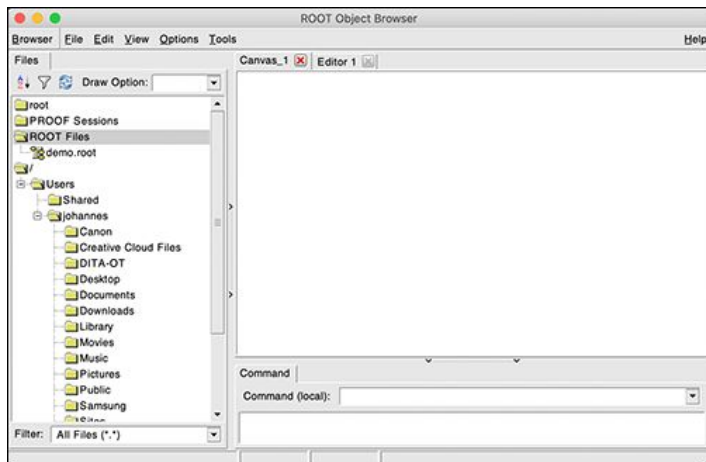 ROOT Object Browser
Browser File Edit View Options Tools Help
Files
Draw Option:
root
PROOF Sessions
ROOT Files
demo.root
/
Users
Shared
johannes
Canon
Creative Cloud Files
DITA-OT
Desktop
Documents
Downloads
Library
Movies
Music
Pictures
Public
Samsung
Filter: All Files (*.*)
Canvas_1 Editor 1
Command
Command (local):